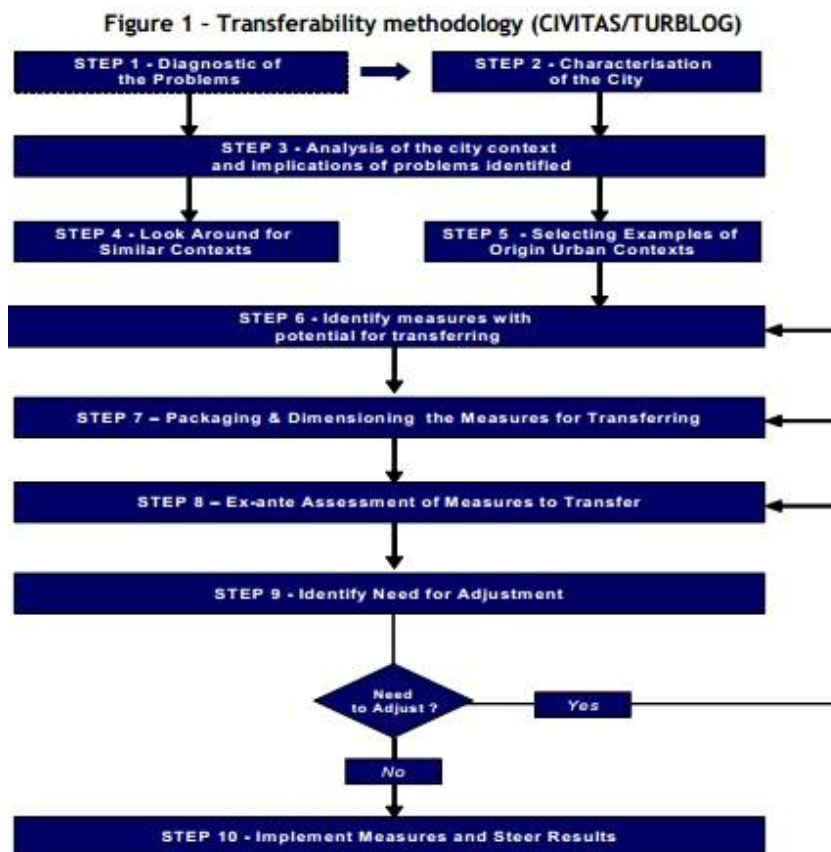 Figure 1 - Transferability methodology (CIVITAS/TURBLOG)
STEP 1 - Diagnostic of
the Problems
STEP 2 - Characterisation
of the City
STEP 3 - Analysis of the city context
and implications of problems identified
STEP 4 - Look Around for
Similar Contexts
STEP 5 - Selecting Examples of
Origin Urban Contexts
STEP 6 - Identify measures with
potential for transferring
STEP 7 – Packaging & Dimensioning the Measures for Transferring
STEP 8 – Ex-ante Assessment of Measures to Transfer
STEP 9 - Identify Need for Adjustment
Need
to Adjust ?
Yes
No
STEP 10 - Implement Measures and Steer Results